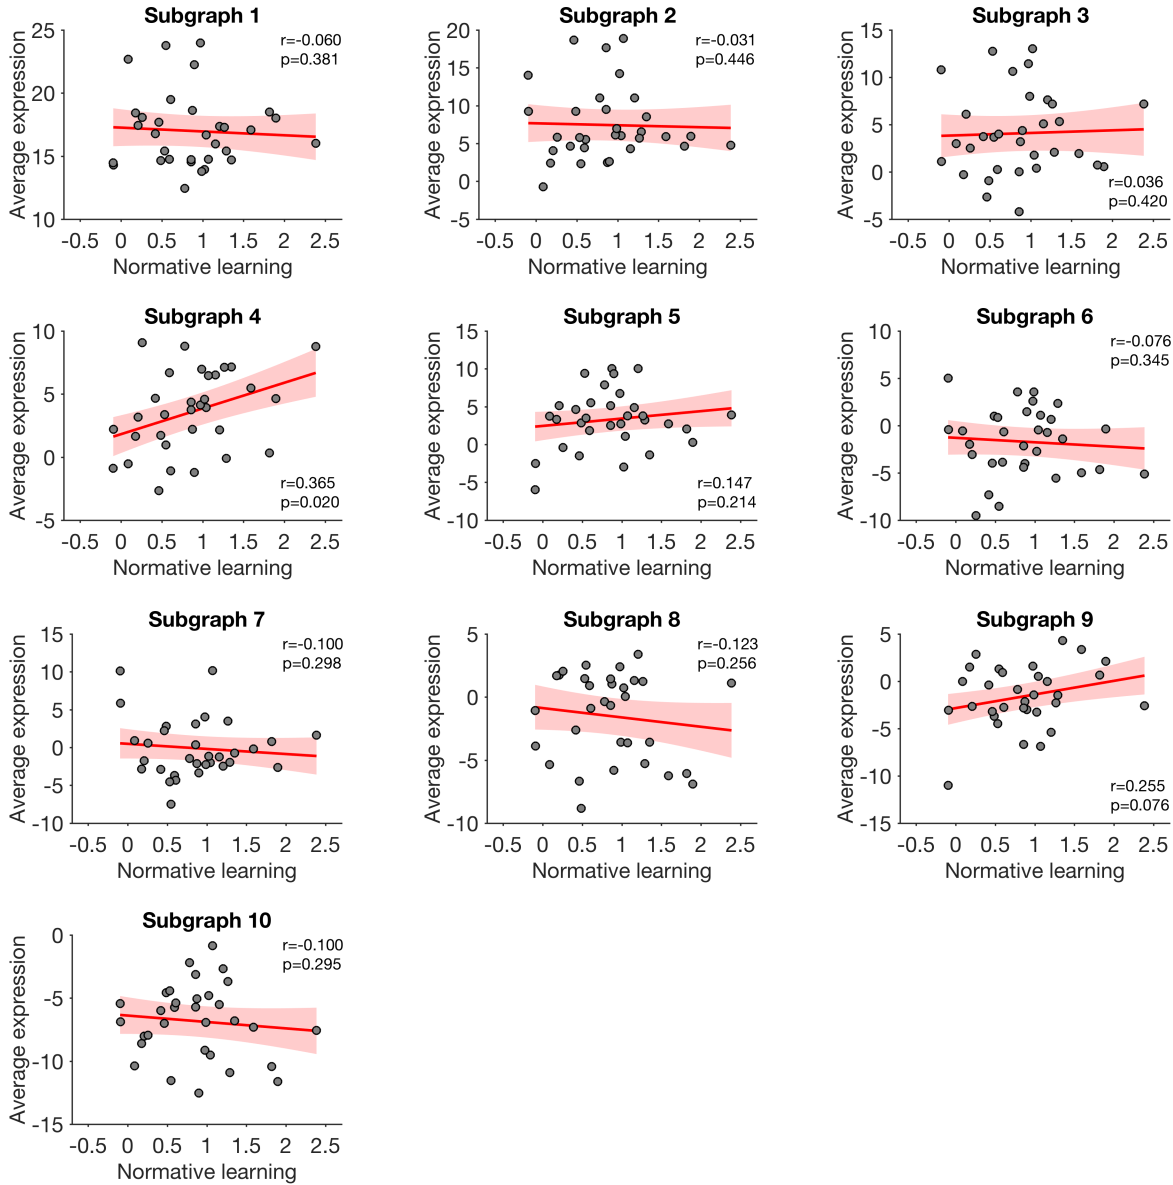 Subgraph 1
r=-0.060
p=0.381
Average expression
25
20
15
10
-0.5 0 0.5 1 1.5 2 2.5
Normative learning
Subgraph 2
r=-0.031
p=0.446
Average expression
20
15
10
5
0
-5
-0.5 0 0.5 1 1.5 2 2.5
Normative learning
Subgraph 3
Average expression
15
10
5
0
-5
r=0.036
p=0.420
-0.5 0 0.5 1 1.5 2 2.5
Normative learning
Subgraph 4
Average expression
10
5
0
-5
r=0.365
p=0.020
-0.5 0 0.5 1 1.5 2 2.5
Normative learning
Subgraph 5
Average expression
15
10
5
0
-5
-10
r=0.147
p=0.214
-0.5 0 0.5 1 1.5 2 2.5
Normative learning
Subgraph 6
r=-0.076
p=0.345
Average expression
10
5
0
-5
-10
-0.5 0 0.5 1 1.5 2 2.5
Normative learning
Subgraph 7
r=-0.100
p=0.298
Average expression
15
10
5
0
-5
-10
-0.5 0 0.5 1 1.5 2 2.5
Normative learning
Subgraph 8
r=-0.123
p=0.256
Average expression
5
0
-5
-10
-0.5 0 0.5 1 1.5 2 2.5
Normative learning
Subgraph 9
Average expression
5
0
-5
-10
-15
r=0.255
p=0.076
-0.5 0 0.5 1 1.5 2 2.5
Normative learning
Subgraph 10
r=-0.100
p=0.295
Average expression
0
-5
-10
-15
-0.5 0 0.5 1 1.5 2 2.5
Normative learning